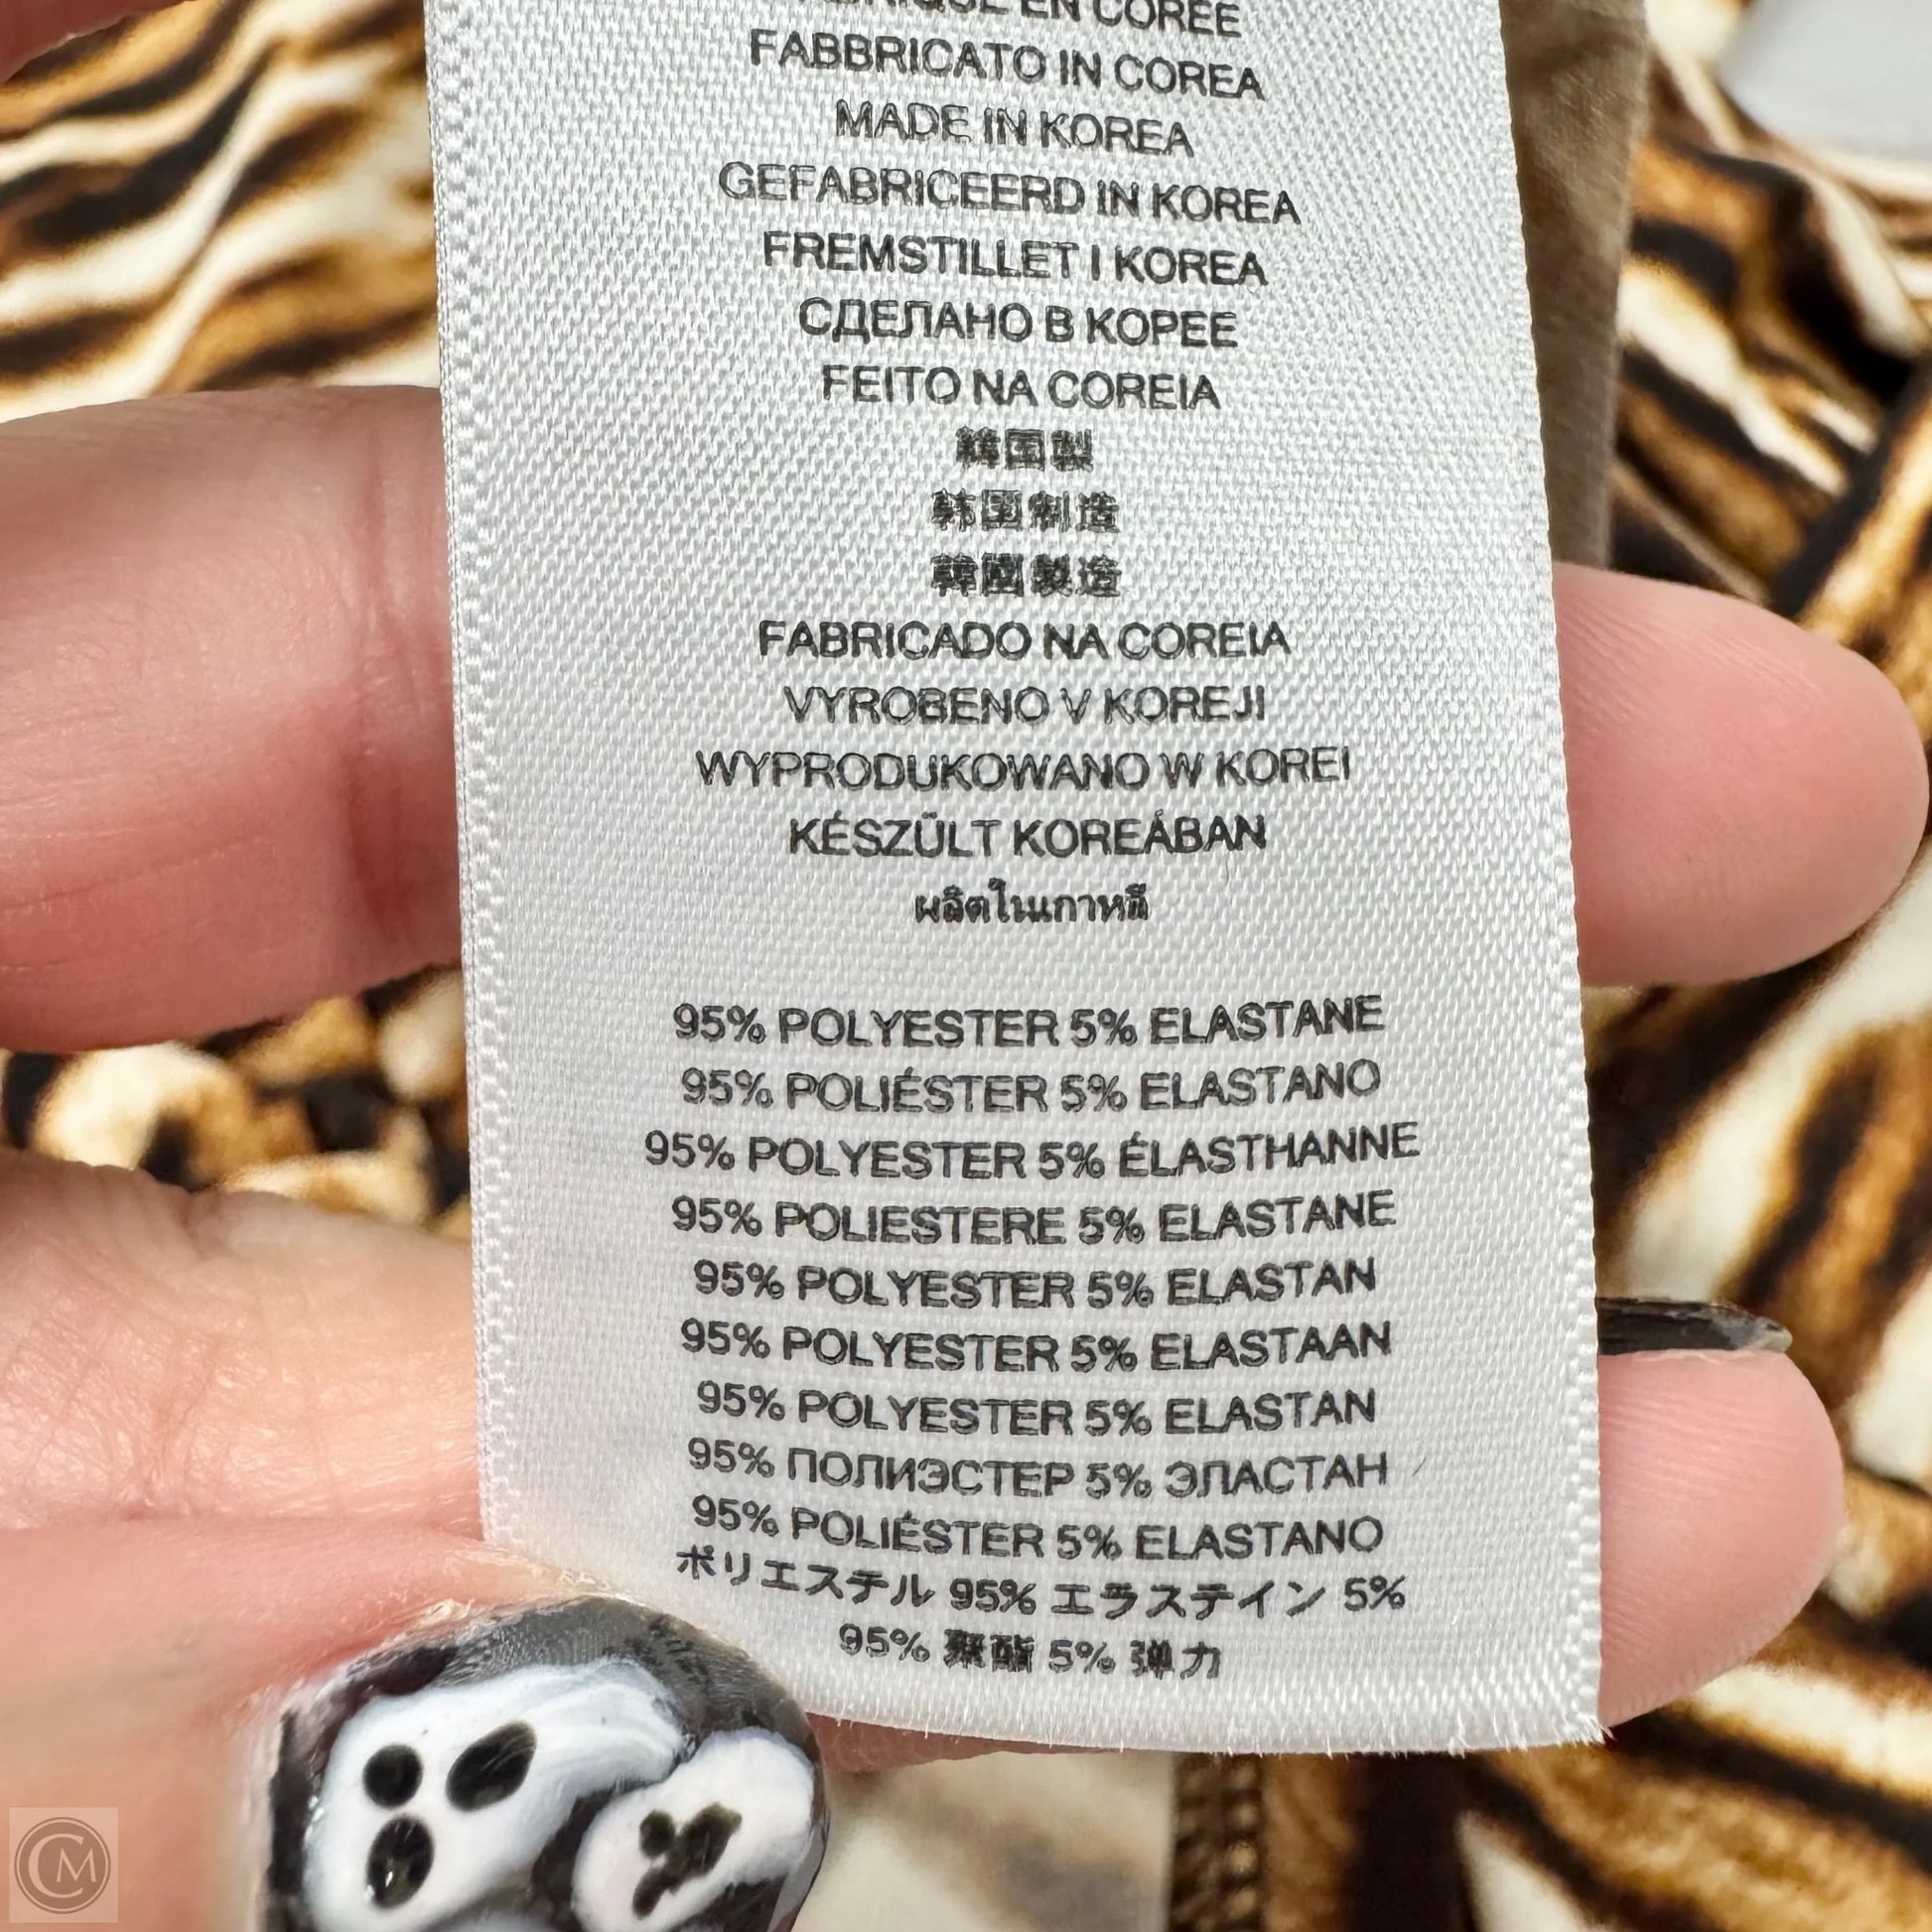 FABRIQUÉ EN CORÉE
FABBRICATO IN COREA
MADE IN KOREA
GEFABRICEERD IN KOREA
FREMSTILLET I KOREA
СДЕЛАНО В КОРЕЕ
FEITO NA COREIA
韓国製
韩国制造
韓國製造
FABRICADO NA COREIA
VYROBENO V KOREJI
WYPRODUKOWANO W KOREI
KÉSZÜLT KOREÁBAN
ผลิตในเกาหลี
95% POLYESTER 5% ELASTANE
95% POLIÉSTER 5% ELASTANO
95% POLYESTER 5% ÉLASTHANNE
95% POLIESTERE 5% ELASTANE
95% POLYESTER 5% ELASTAN
95% POLYESTER 5% ELASTAAN
95% POLYESTER 5% ELASTAN
95% ПОЛИЭСТЕР 5% ЭЛАСТАН
95% POLIÉSTER 5% ELASTANO
ポリエステル 95% エラステイン 5%
95% 聚酯 5% 弹力
CM